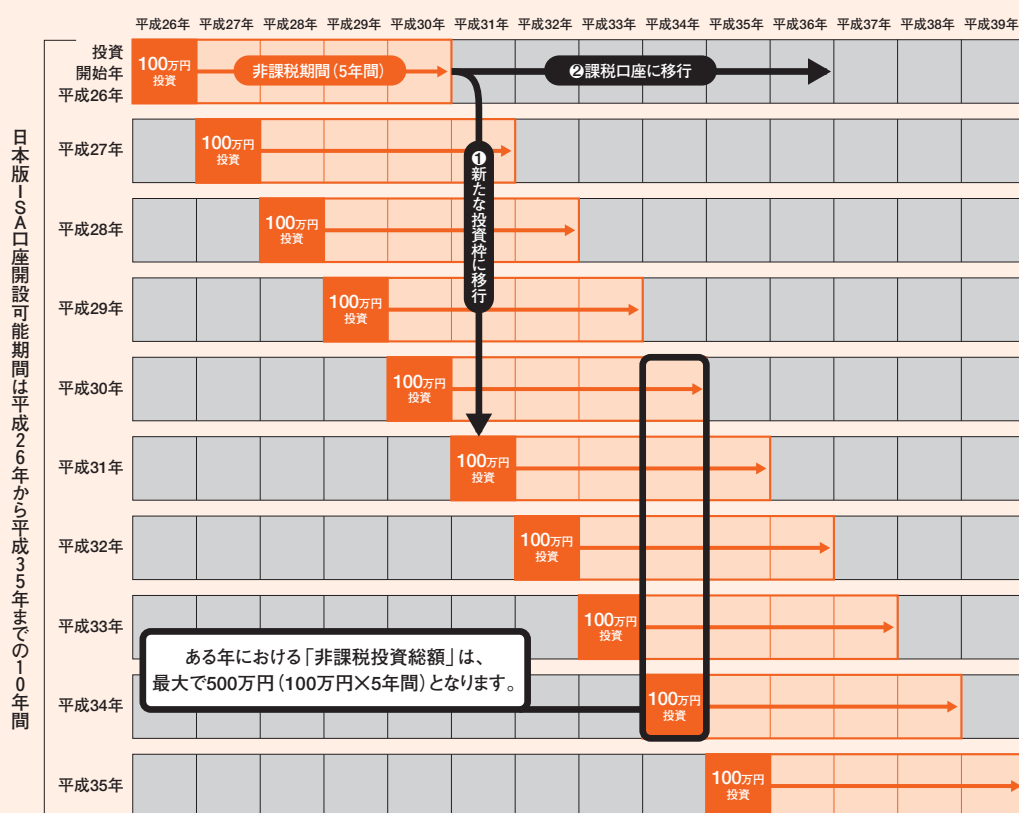 平成26年 平成27年 平成28年 平成29年 平成30年 平成31年 平成32年 平成33年 平成34年 平成35年 平成36年 平成37年 平成38年 平成39年
日本版ISA口座開設可能期間は平成26年から平成35年までの10年間
投資
開始年
平成26年
100万円
投資
非課税期間(5年間)
❷課税口座に移行
❶新たな投資枠に移行
平成27年
100万円
投資
平成28年
100万円
投資
平成29年
100万円
投資
平成30年
100万円
投資
平成31年
100万円
投資
平成32年
100万円
投資
平成33年
100万円
投資
ある年における「非課税投資総額」は、
最大で500万円(100万円×5年間)となります。
平成34年
100万円
投資
平成35年
100万円
投資